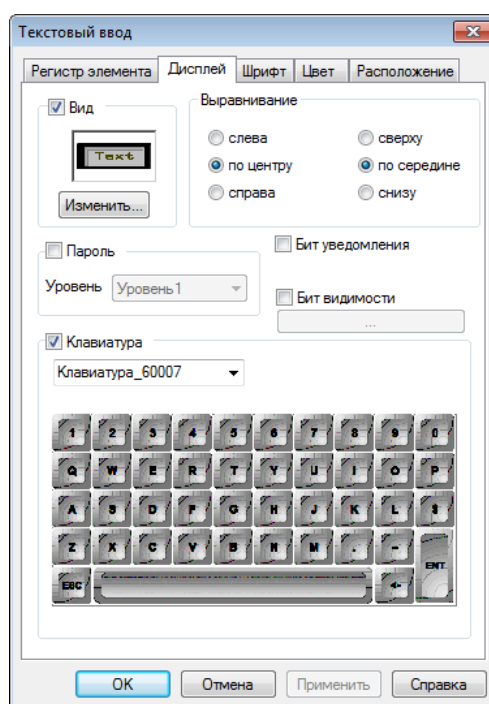 Текстовый ввод
Регистр элемента Дисплей Шрифт Цвет Расположение
Вид
Text
Изменить...
Выравнивание
слева сверху
по центру по середине
справа снизу
Пароль
Уровень Уровень1
Бит уведомления
Бит видимости
...
Клавиатура
Клавиатура_60007
1 2 3 4 5 6 7 8 9 0
Q W E R T Y U I O P
A S D F G H J K L
Z X C V B N M . - ENT
ESC <-
OK Отмена Применить Справка